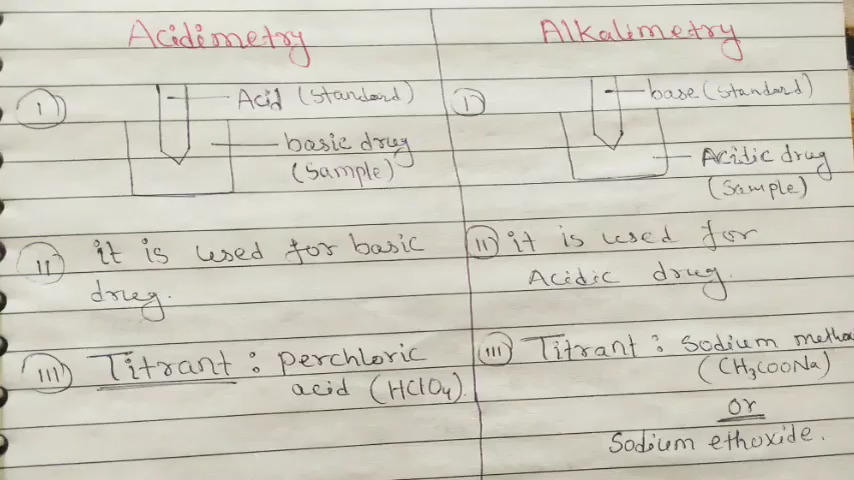 Acidimetry
I
Acid (Standard)
basic drug
(Sample)
II it is used for basic
drug.
III Titrant : perchloric
acid (HClO4).
Alkalimetry
I
base (Standard)
Acidic drug
(Sample)
II it is used for
Acidic drug.
III Titrant : Sodium metho
(CH3COONa)
or
Sodium ethoxide.